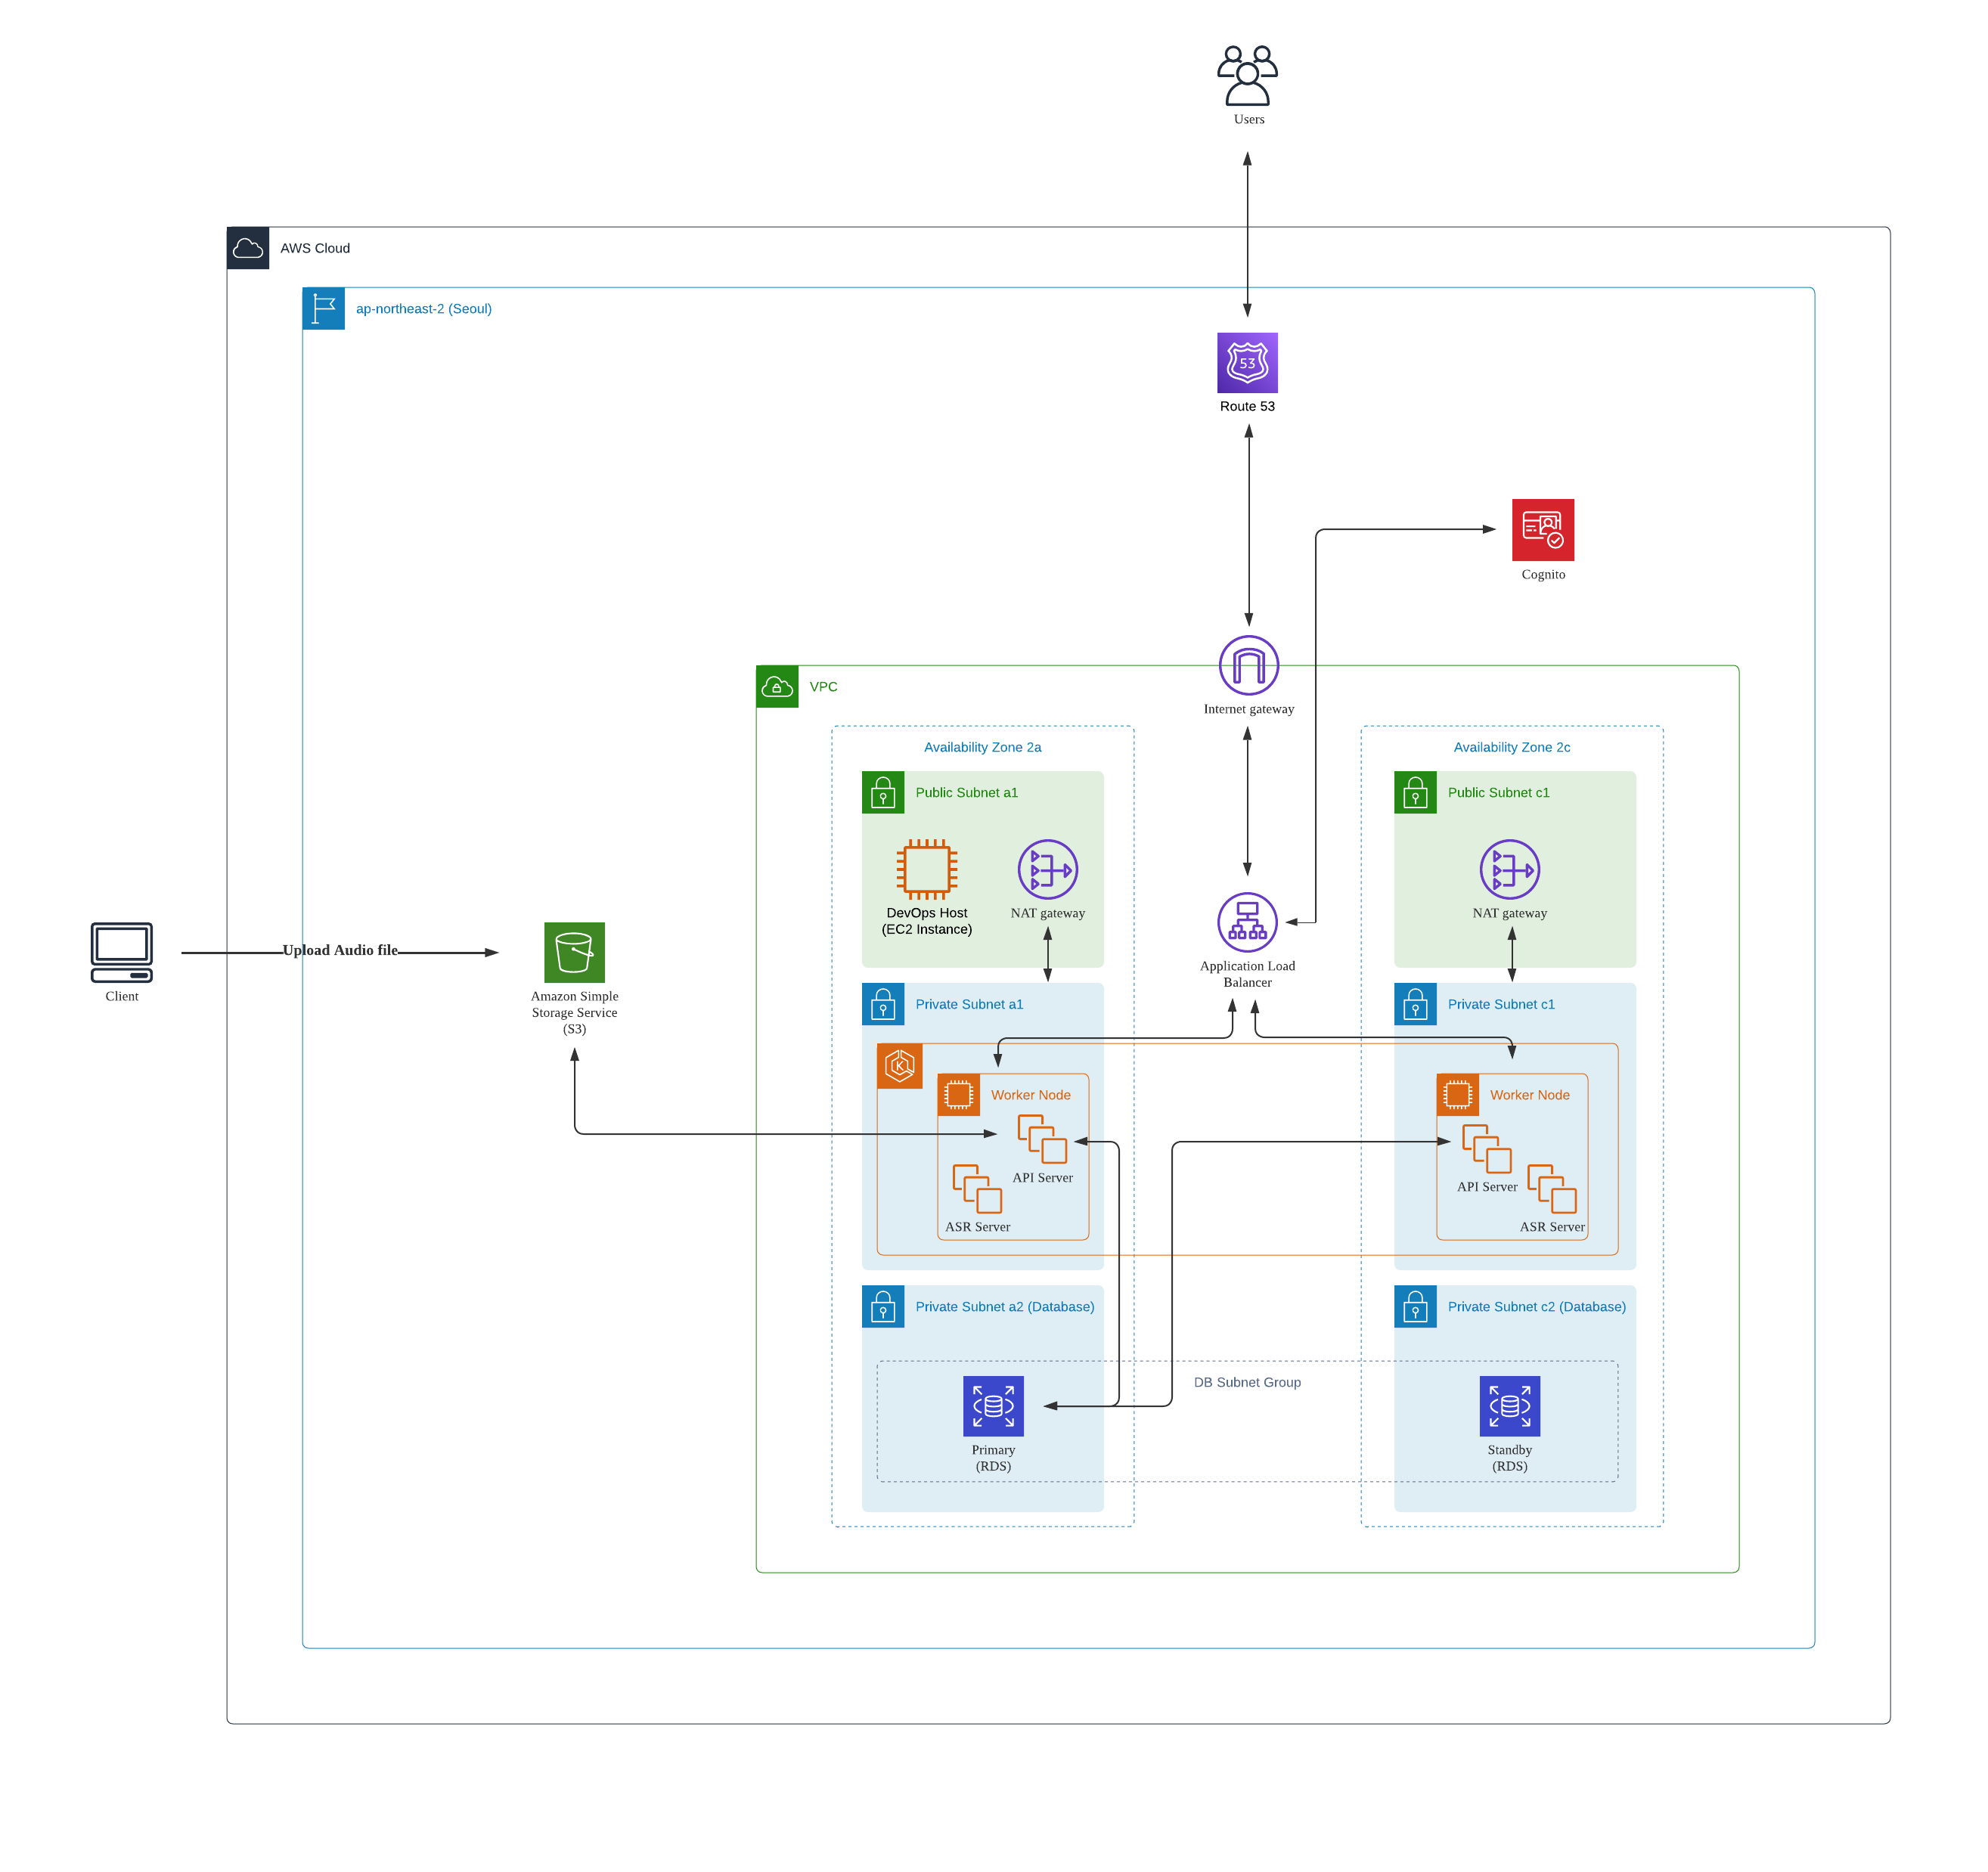 Users
AWS Cloud
ap-northeast-2 (Seoul)
53
Route 53
Cognito
VPC
Internet gateway
Availability Zone 2a
Availability Zone 2c
Public Subnet a1
Public Subnet c1
DevOps Host
(EC2 Instance)
NAT gateway
NAT gateway
Upload Audio file
Client
Amazon Simple
Storage Service
(S3)
Application Load
Balancer
Private Subnet a1
Private Subnet c1
K
Worker Node
Worker Node
API Server
ASR Server
API Server
ASR Server
Private Subnet a2 (Database)
Private Subnet c2 (Database)
DB Subnet Group
Primary
(RDS)
Standby
(RDS)